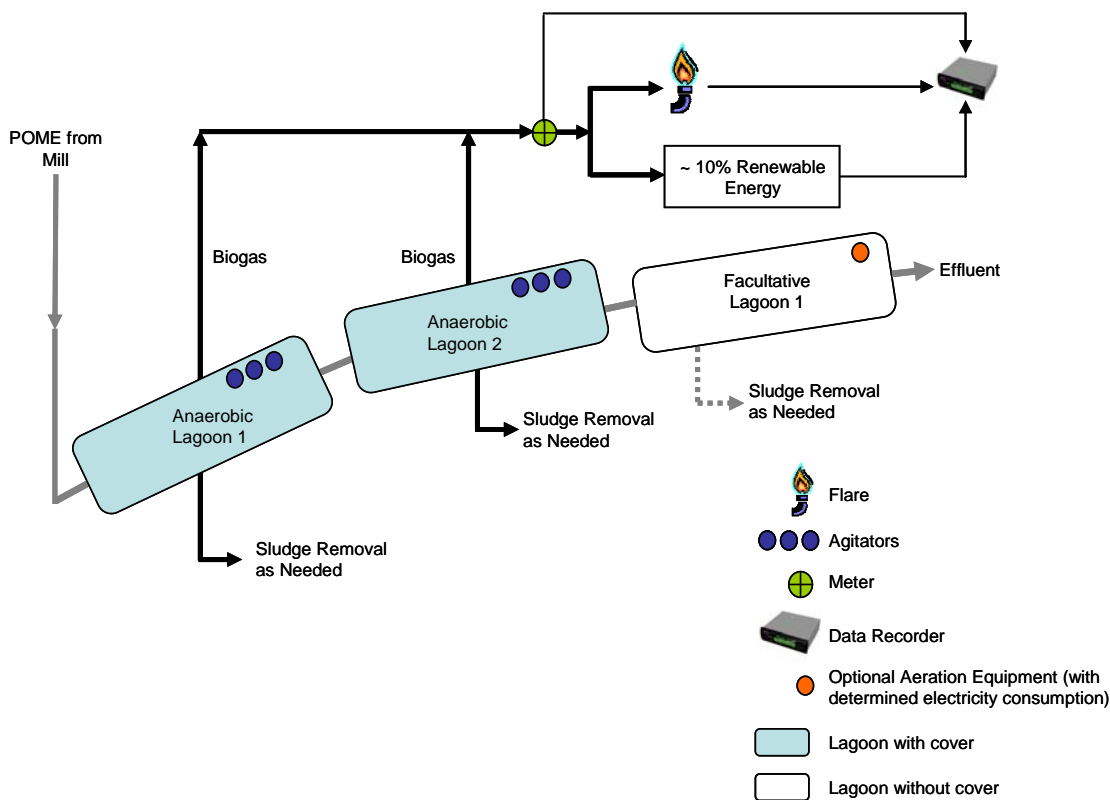 POME from
Mill
~ 10% Renewable
Energy
Biogas
Biogas
Facultative
Lagoon 1
Effluent
Anaerobic
Lagoon 2
Anaerobic
Lagoon 1
Sludge Removal
as Needed
Sludge Removal
as Needed
Sludge Removal
as Needed
Flare
Agitators
Meter
Data Recorder
Optional Aeration Equipment (with
determined electricity consumption)
Lagoon with cover
Lagoon without cover